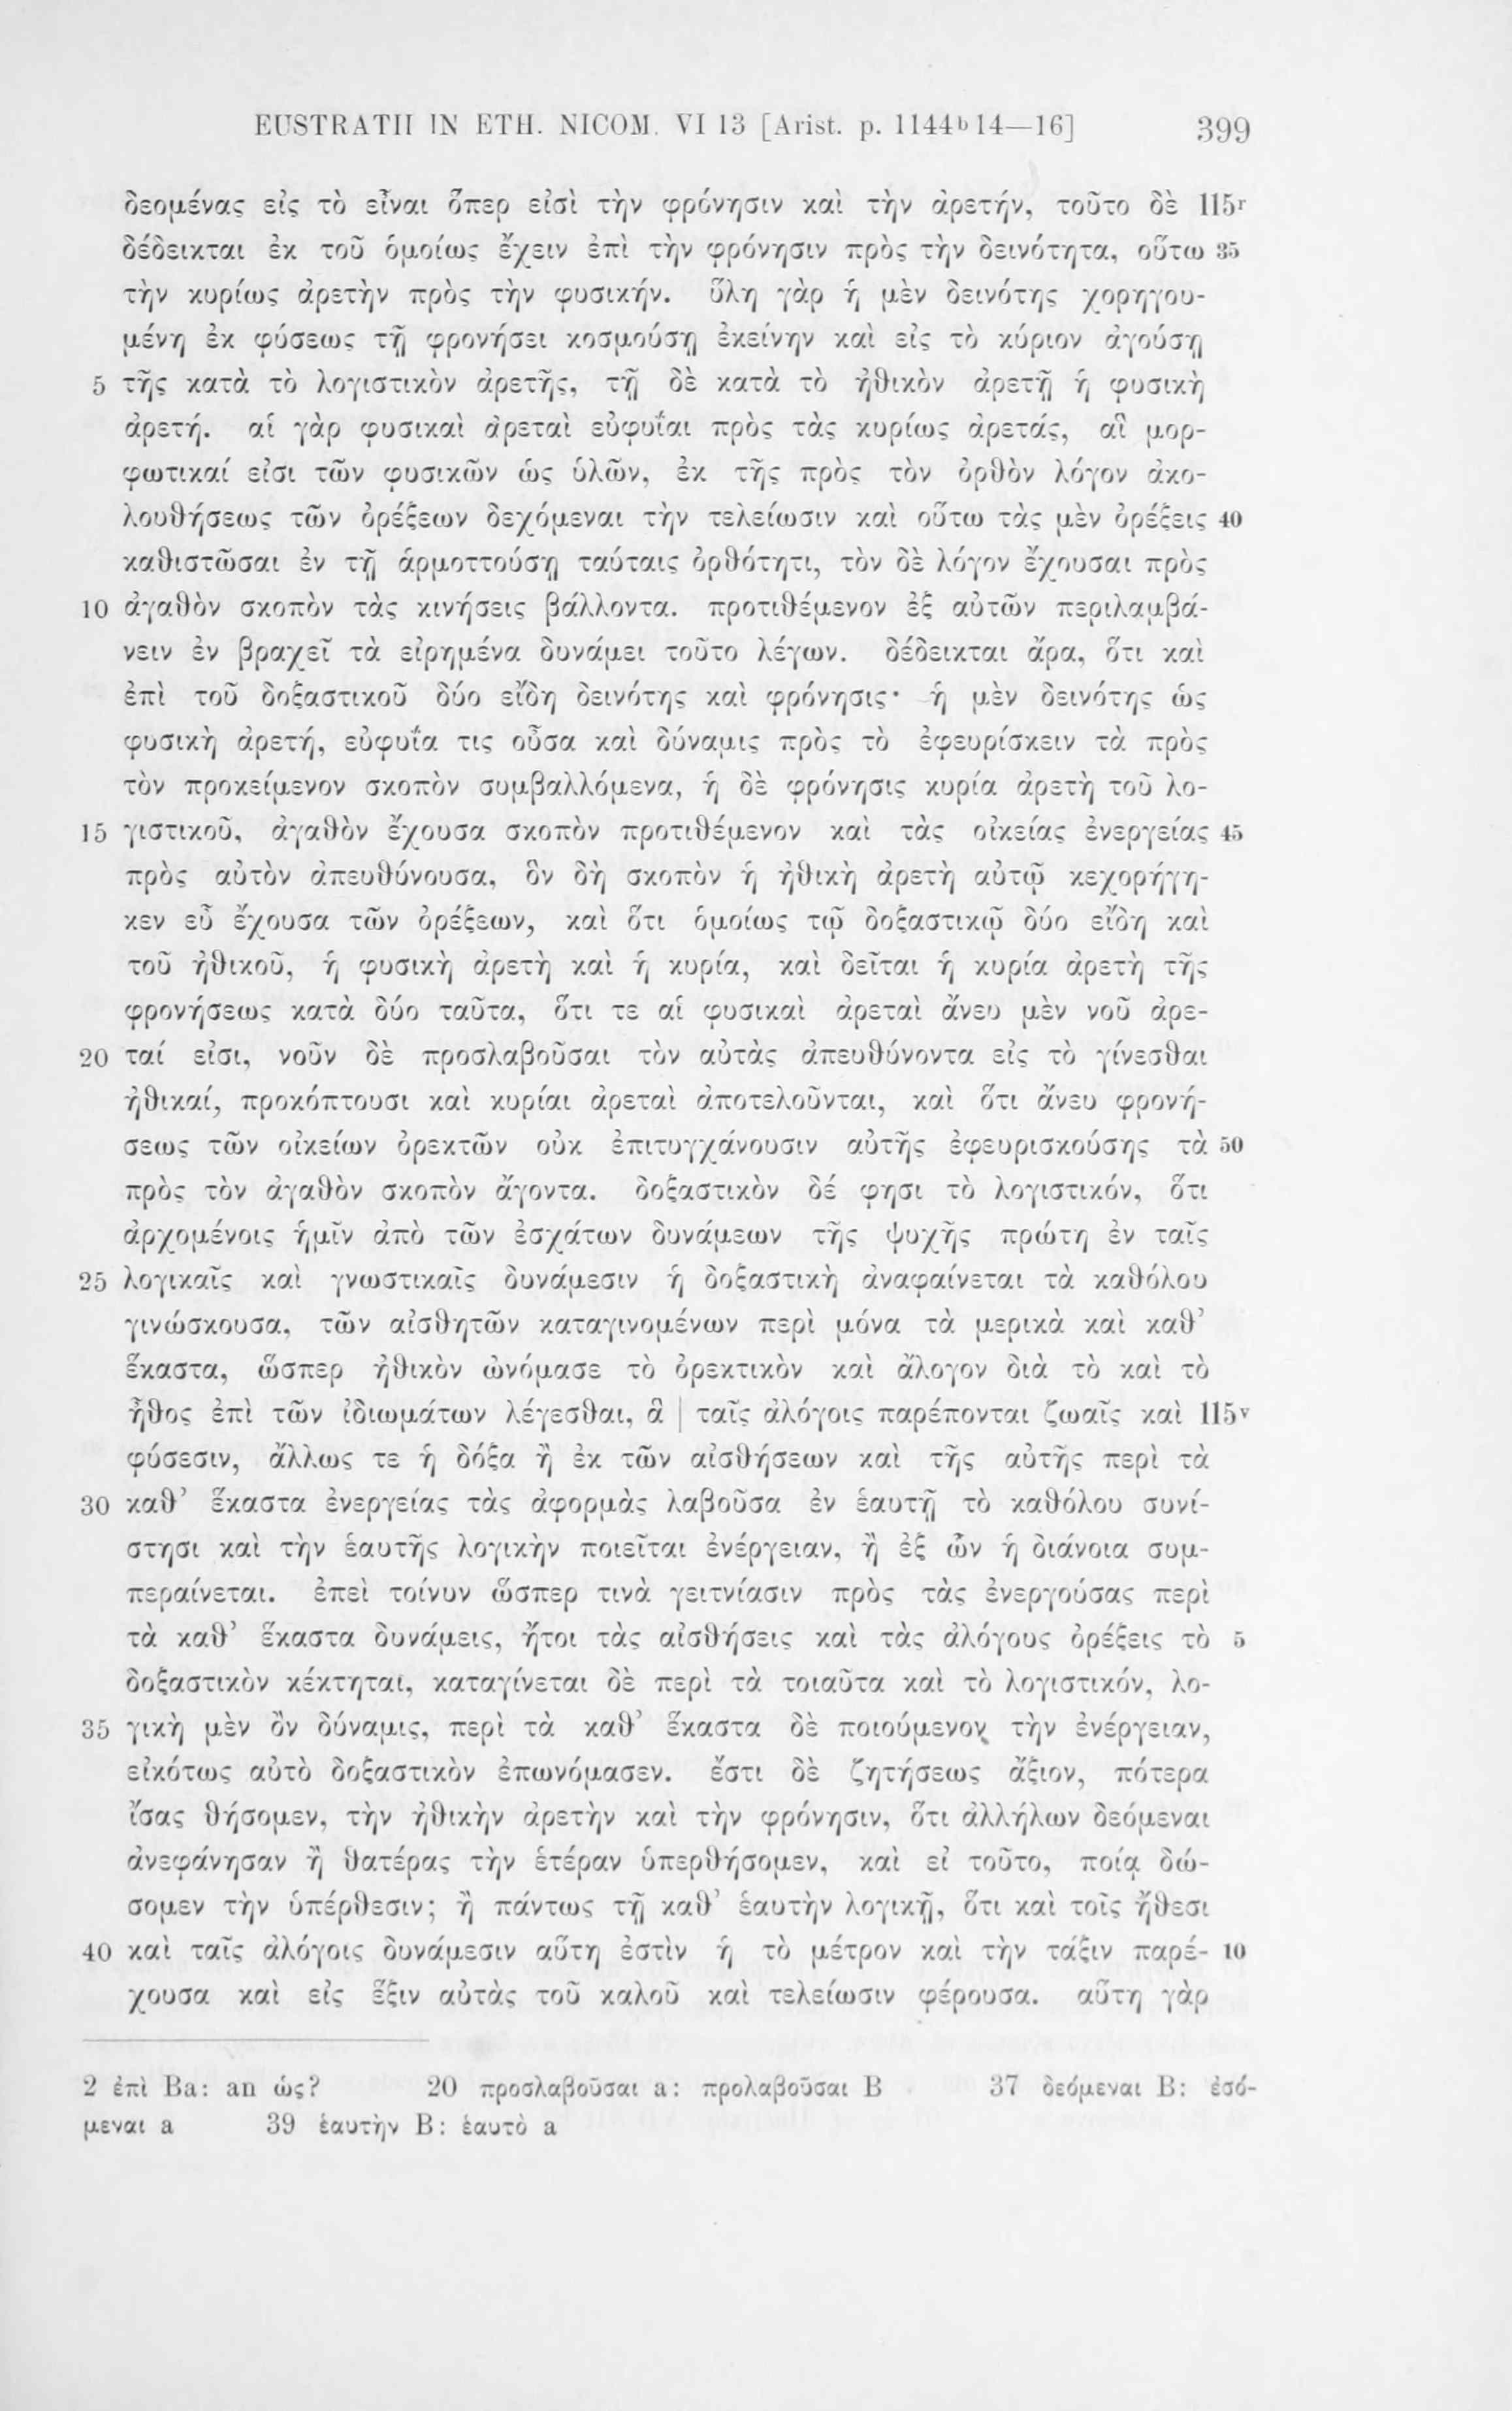 EUSTRATII IN ETH. NICOM. VI 13 [Arist. p. 1144b 14—16] 399
δεομένας εἰς τὸ εἶναι ὅπερ εἰσὶ τὴν φρόνησιν καὶ τὴν ἀρετήν, τοῦτο δὲ 115r
δέδεικται ἐκ τοῦ ὁμοίως ἔχειν ἐπὶ τὴν φρόνησιν πρὸς τὴν δεινότητα, οὕτω 35
τὴν κυρίως ἀρετὴν πρὸς τὴν φυσικήν. ὕλη γὰρ ἡ μὲν δεινότης χορηγου-
μένη ἐκ φύσεως τῇ φρονήσει κοσμούσῃ ἐκείνην καὶ εἰς τὸ κύριον ἀγούσῃ
5 τῆς κατὰ τὸ λογιστικὸν ἀρετῆς, τῇ δὲ κατὰ τὸ ἠθικὸν ἀρετῇ ἡ φυσικὴ
ἀρετή. αἱ γὰρ φυσικαὶ ἀρεταὶ εὐφυΐαι πρὸς τὰς κυρίως ἀρετάς, αἳ μορ-
φωτικαί εἰσι τῶν φυσικῶν ὡς ὑλῶν, ἐκ τῆς πρὸς τὸν ὀρθὸν λόγον ἀκο-
λουθήσεως τῶν ὀρέξεων δεχόμεναι τὴν τελείωσιν καὶ οὕτω τὰς μὲν ὀρέξεις 40
καθιστῶσαι ἐν τῇ ἁρμοττούσῃ ταύταις ὀρθότητι, τὸν δὲ λόγον ἔχουσαι πρὸς
10 ἀγαθὸν σκοπὸν τὰς κινήσεις βάλλοντα. προτιθέμενον ἐξ αὐτῶν περιλαμβά-
νειν ἐν βραχεῖ τὰ εἰρημένα δυνάμει τοῦτο λέγων. δέδεικται ἄρα, ὅτι καὶ
ἐπὶ τοῦ δοξαστικοῦ δύο εἴδη δεινότης καὶ φρόνησις· ἡ μὲν δεινότης ὡς
φυσικὴ ἀρετή, εὐφυΐα τις οὖσα καὶ δύναμις πρὸς τὸ ἐφευρίσκειν τὰ πρὸς
τὸν προκείμενον σκοπὸν συμβαλλόμενα, ἡ δὲ φρόνησις κυρία ἀρετὴ τοῦ λο-
15 γιστικοῦ, ἀγαθὸν ἔχουσα σκοπὸν προτιθέμενον καὶ τὰς οἰκείας ἐνεργείας 45
πρὸς αὐτὸν ἀπευθύνουσα, ὃν δὴ σκοπὸν ἡ ἠθικὴ ἀρετὴ αὐτῷ κεχορήγη-
κεν εὖ ἔχουσα τῶν ὀρέξεων, καὶ ὅτι ὁμοίως τῷ δοξαστικῷ δύο εἴδη καὶ
τοῦ ἠθικοῦ, ἡ φυσικὴ ἀρετὴ καὶ ἡ κυρία, καὶ δεῖται ἡ κυρία ἀρετὴ τῆς
φρονήσεως κατὰ δύο ταῦτα, ὅτι τε αἱ φυσικαὶ ἀρεταὶ ἄνευ μὲν νοῦ ἀρε-
20 ταί εἰσι, νοῦν δὲ προσλαβοῦσαι τὸν αὐτὰς ἀπευθύνοντα εἰς τὸ γίνεσθαι
ἠθικαί, προκόπτουσι καὶ κυρίαι ἀρεταὶ ἀποτελοῦνται, καὶ ὅτι ἄνευ φρονή-
σεως τῶν οἰκείων ὀρεκτῶν οὐκ ἐπιτυγχάνουσιν αὐτῆς ἐφευρισκούσης τὰ 50
πρὸς τὸν ἀγαθὸν σκοπὸν ἄγοντα. δοξαστικὸν δέ φησι τὸ λογιστικόν, ὅτι
ἀρχομένοις ἡμῖν ἀπὸ τῶν ἐσχάτων δυνάμεων τῆς ψυχῆς πρώτη ἐν ταῖς
25 λογικαῖς καὶ γνωστικαῖς δυνάμεσιν ἡ δοξαστικὴ ἀναφαίνεται τὰ καθόλου
γινώσκουσα, τῶν αἰσθητῶν καταγινομένων περὶ μόνα τὰ μερικὰ καὶ καθ’
ἕκαστα, ὥσπερ ἠθικὸν ὠνόμασε τὸ ὀρεκτικὸν καὶ ἄλογον διὰ τὸ καὶ τὸ
ἦθος ἐπὶ τῶν ἰδιωμάτων λέγεσθαι, ἃ | ταῖς ἀλόγοις παρέπονται ζωαῖς καὶ 115v
φύσεσιν, ἄλλως τε ἡ δόξα ἢ ἐκ τῶν αἰσθήσεων καὶ τῆς αὐτῆς περὶ τὰ
30 καθ’ ἕκαστα ἐνεργείας τὰς ἀφορμὰς λαβοῦσα ἐν ἑαυτῇ τὸ καθόλου συνί-
στησι καὶ τὴν ἑαυτῆς λογικὴν ποιεῖται ἐνέργειαν, ἢ ἐξ ὧν ἡ διάνοια συμ-
περαίνεται. ἐπεὶ τοίνυν ὥσπερ τινὰ γειτνίασιν πρὸς τὰς ἐνεργούσας περὶ
τὰ καθ’ ἕκαστα δυνάμεις, ἤτοι τὰς αἰσθήσεις καὶ τὰς ἀλόγους ὀρέξεις τὸ 5
δοξαστικὸν κέκτηται, καταγίνεται δὲ περὶ τὰ τοιαῦτα καὶ τὸ λογιστικόν, λο-
35 γικὴ μὲν ὂν δύναμις, περὶ τὰ καθ’ ἕκαστα δὲ ποιούμενον τὴν ἐνέργειαν,
εἰκότως αὐτὸ δοξαστικὸν ἐπωνόμασεν. ἔστι δὲ ζητήσεως ἄξιον, πότερα
ἴσας θήσομεν, τὴν ἠθικὴν ἀρετὴν καὶ τὴν φρόνησιν, ὅτι ἀλλήλων δεόμεναι
ἀνεφάνησαν ἢ θατέρας τὴν ἑτέραν ὑπερθήσομεν, καὶ εἰ τοῦτο, ποίᾳ δώ-
σομεν τὴν ὑπέρθεσιν; ἢ πάντως τῇ καθ’ ἑαυτὴν λογικῇ, ὅτι καὶ τοῖς ἤθεσι
40 καὶ ταῖς ἀλόγοις δυνάμεσιν αὕτη ἐστὶν ἡ τὸ μέτρον καὶ τὴν τάξιν παρέ- 10
χουσα καὶ εἰς ἕξιν αὐτὰς τοῦ καλοῦ καὶ τελείωσιν φέρουσα. αὕτη γὰρ
2 ἐπὶ Ba: an ὡς? 20 προσλαβοῦσαι a: προλαβοῦσαι B 37 δεόμεναι B: ἐσό-
μεναι a 39 ἑαυτὴν B: ἑαυτὸ a